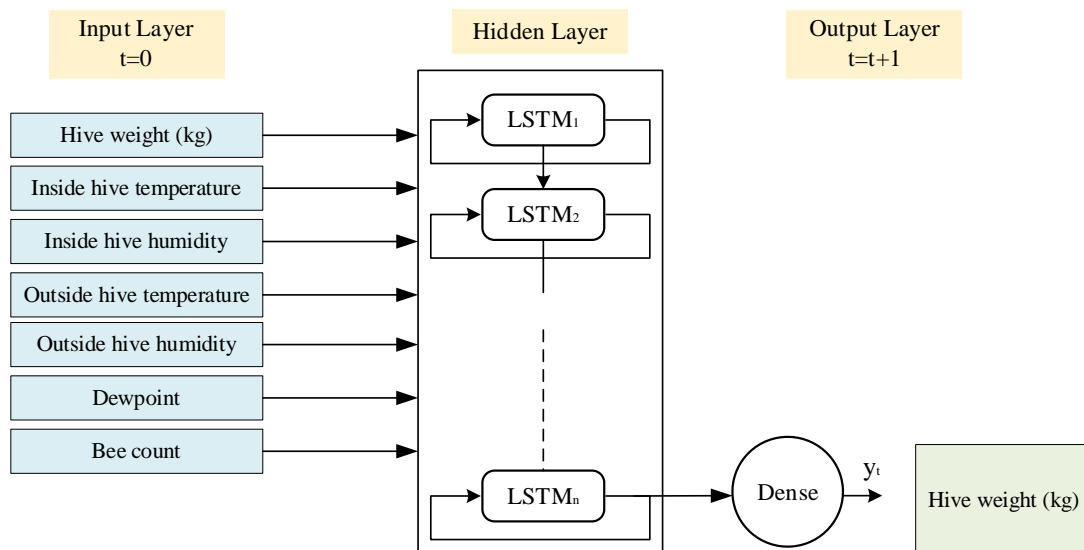 Input Layer
t=0
Hidden Layer
Output Layer
t=t+1
Hive weight (kg)
Inside hive temperature
Inside hive humidity
Outside hive temperature
Outside hive humidity
Dewpoint
Bee count
LSTM₁
LSTM₂
LSTMₙ
Dense
yₜ
Hive weight (kg)